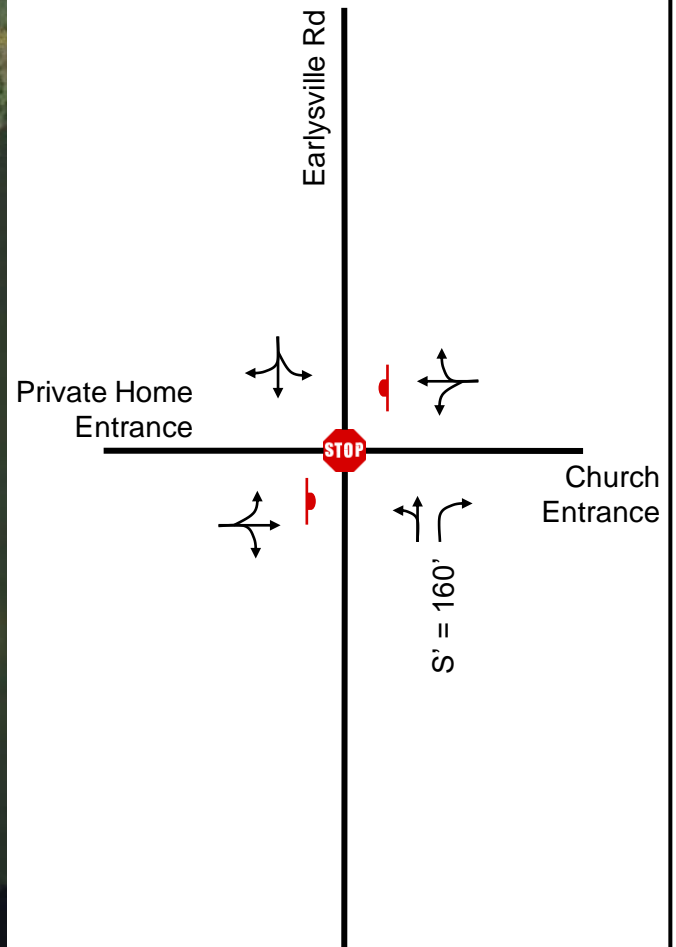 Earlysville Rd
Private Home
Entrance
STOP
Church
Entrance
S' = 160'